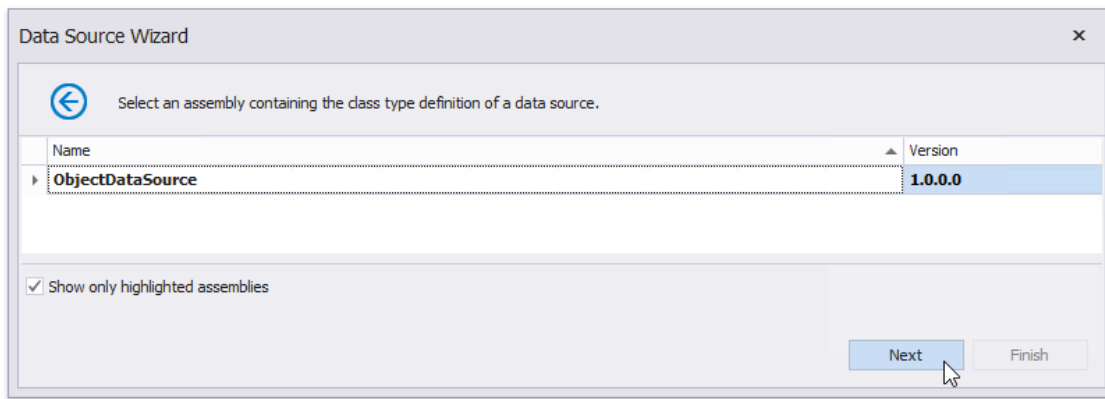 Data Source Wizard
Select an assembly containing the class type definition of a data source.
Name Version
ObjectDataSource 1.0.0.0
Show only highlighted assemblies
Next Finish